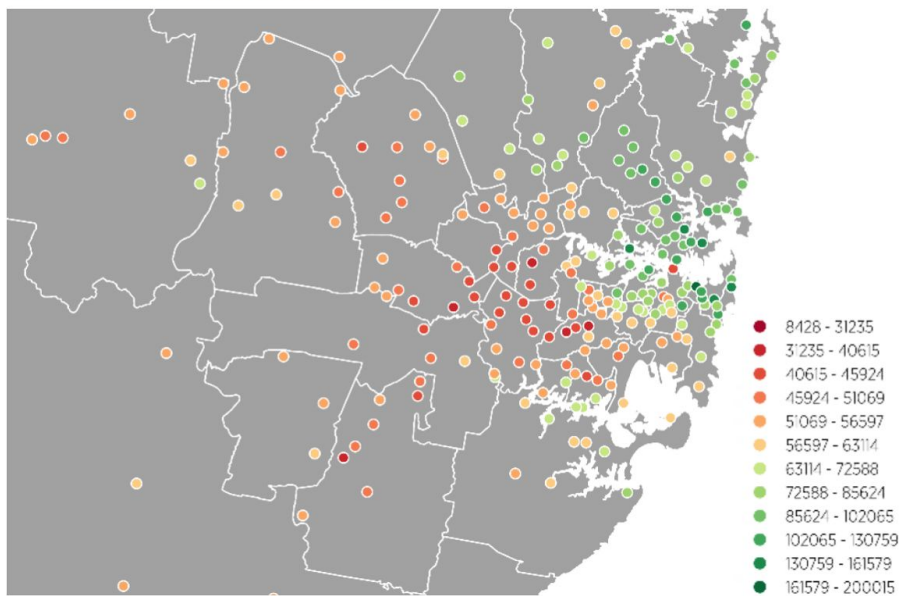 8428 - 31235
31235 - 40615
40615 - 45924
45924 - 51069
51069 - 56597
56597 - 63114
63114 - 72588
72588 - 85624
85624 - 102065
102065 - 130759
130759 - 161579
161579 - 200015